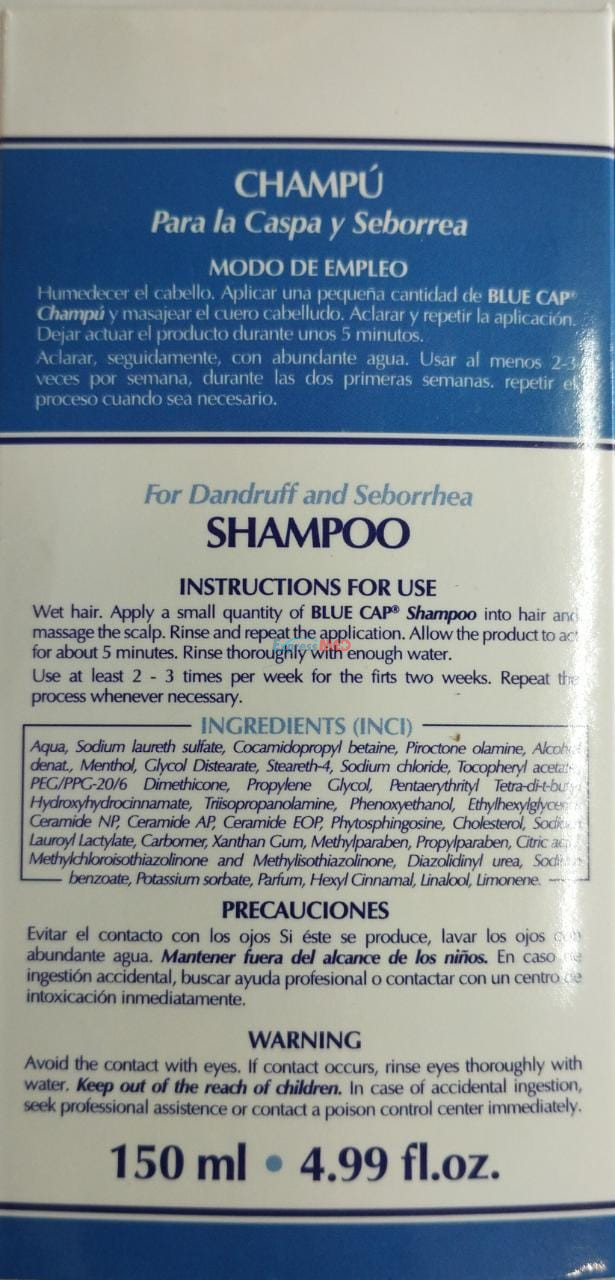 CHAMPÚ
Para la Caspa y Seborrea
MODO DE EMPLEO
Humedecer el cabello. Aplicar una pequeña cantidad de BLUE CAP®
Champú y masajear el cuero cabelludo. Aclarar y repetir la aplicación.
Dejar actuar el producto durante unos 5 minutos.
Aclarar, seguidamente, con abundante agua. Usar al menos 2-3
veces por semana, durante las dos primeras semanas. repetir el
proceso cuando sea necesario.
For Dandruff and Seborrhea
SHAMPOO
INSTRUCTIONS FOR USE
Wet hair. Apply a small quantity of BLUE CAP® Shampoo into hair and
massage the scalp. Rinse and repeat the application. Allow the product to act
for about 5 minutes. Rinse thoroughly with enough water.
Use at least 2 - 3 times per week for the firts two weeks. Repeat the
process whenever necessary.
INGREDIENTS (INCI)
Aqua, Sodium laureth sulfate, Cocamidopropyl betaine, Piroctone olamine, Alcohol
denat., Menthol, Glycol Distearate, Steareth-4, Sodium chloride, Tocopheryl acetate,
PEG/PPG-20/6 Dimethicone, Propylene Glycol, Pentaerythrityl Tetra-di-t-butyl
Hydroxyhydrocinnamate, Triisopropanolamine, Phenoxyethanol, Ethylhexylglycerin,
Ceramide NP, Ceramide AP, Ceramide EOP, Phytosphingosine, Cholesterol, Sodium
Lauroyl Lactylate, Carbomer, Xanthan Gum, Methylparaben, Propylparaben, Citric acid,
Methylchloroisothiazolinone and Methylisothiazolinone, Diazolidinyl urea, Sodium
benzoate, Potassium sorbate, Parfum, Hexyl Cinnamal, Linalool, Limonene.
PRECAUCIONES
Evitar el contacto con los ojos Si éste se produce, lavar los ojos con
abundante agua. Mantener fuera del alcance de los niños. En caso de
ingestión accidental, buscar ayuda profesional o contactar con un centro de
intoxicación inmediatamente.
WARNING
Avoid the contact with eyes. If contact occurs, rinse eyes thoroughly with
water. Keep out of the reach of children. In case of accidental ingestion,
seek professional assistence or contact a poison control center immediately.
150 ml • 4.99 fl.oz.